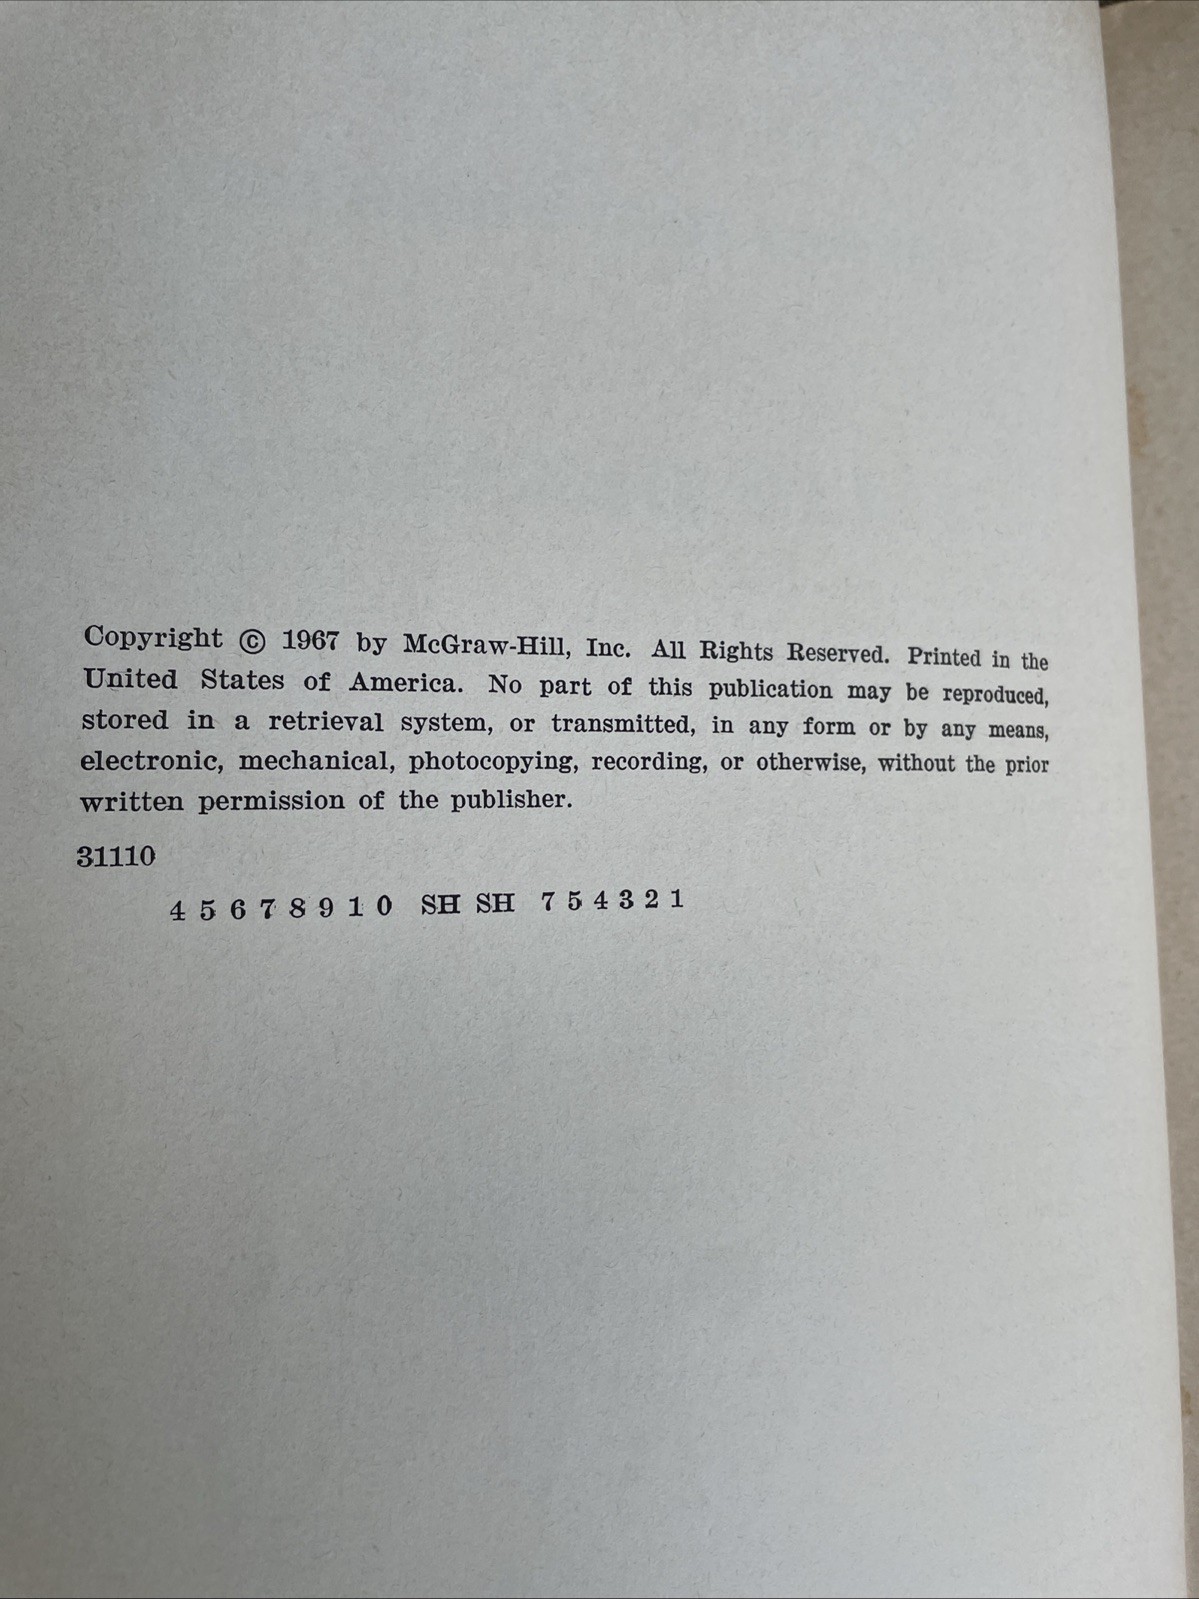 Copyright © 1967 by McGraw-Hill, Inc. All Rights Reserved. Printed in the
United States of America. No part of this publication may be reproduced,
stored in a retrieval system, or transmitted, in any form or by any means,
electronic, mechanical, photocopying, recording, or otherwise, without the prior
written permission of the publisher.
31110
4 5 6 7 8 9 1 0 SH SH 7 5 4 3 2 1